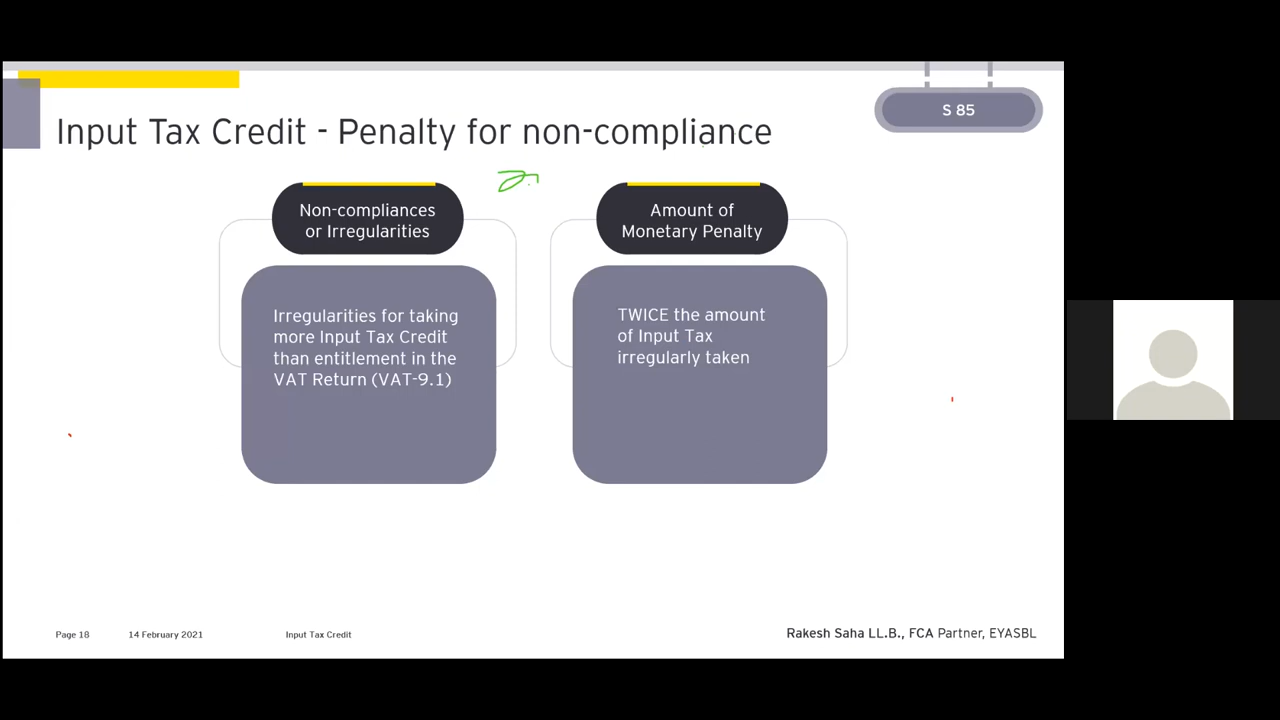 S 85
Input Tax Credit - Penalty for non-compliance
Non-compliances
or Irregularities
Irregularities for taking
more Input Tax Credit
than entitlement in the
VAT Return (VAT-9.1)
Amount of
Monetary Penalty
TWICE the amount
of Input Tax
irregularly taken
Page 18
14 February 2021
Input Tax Credit
Rakesh Saha LL.B., FCA Partner, EYASBL